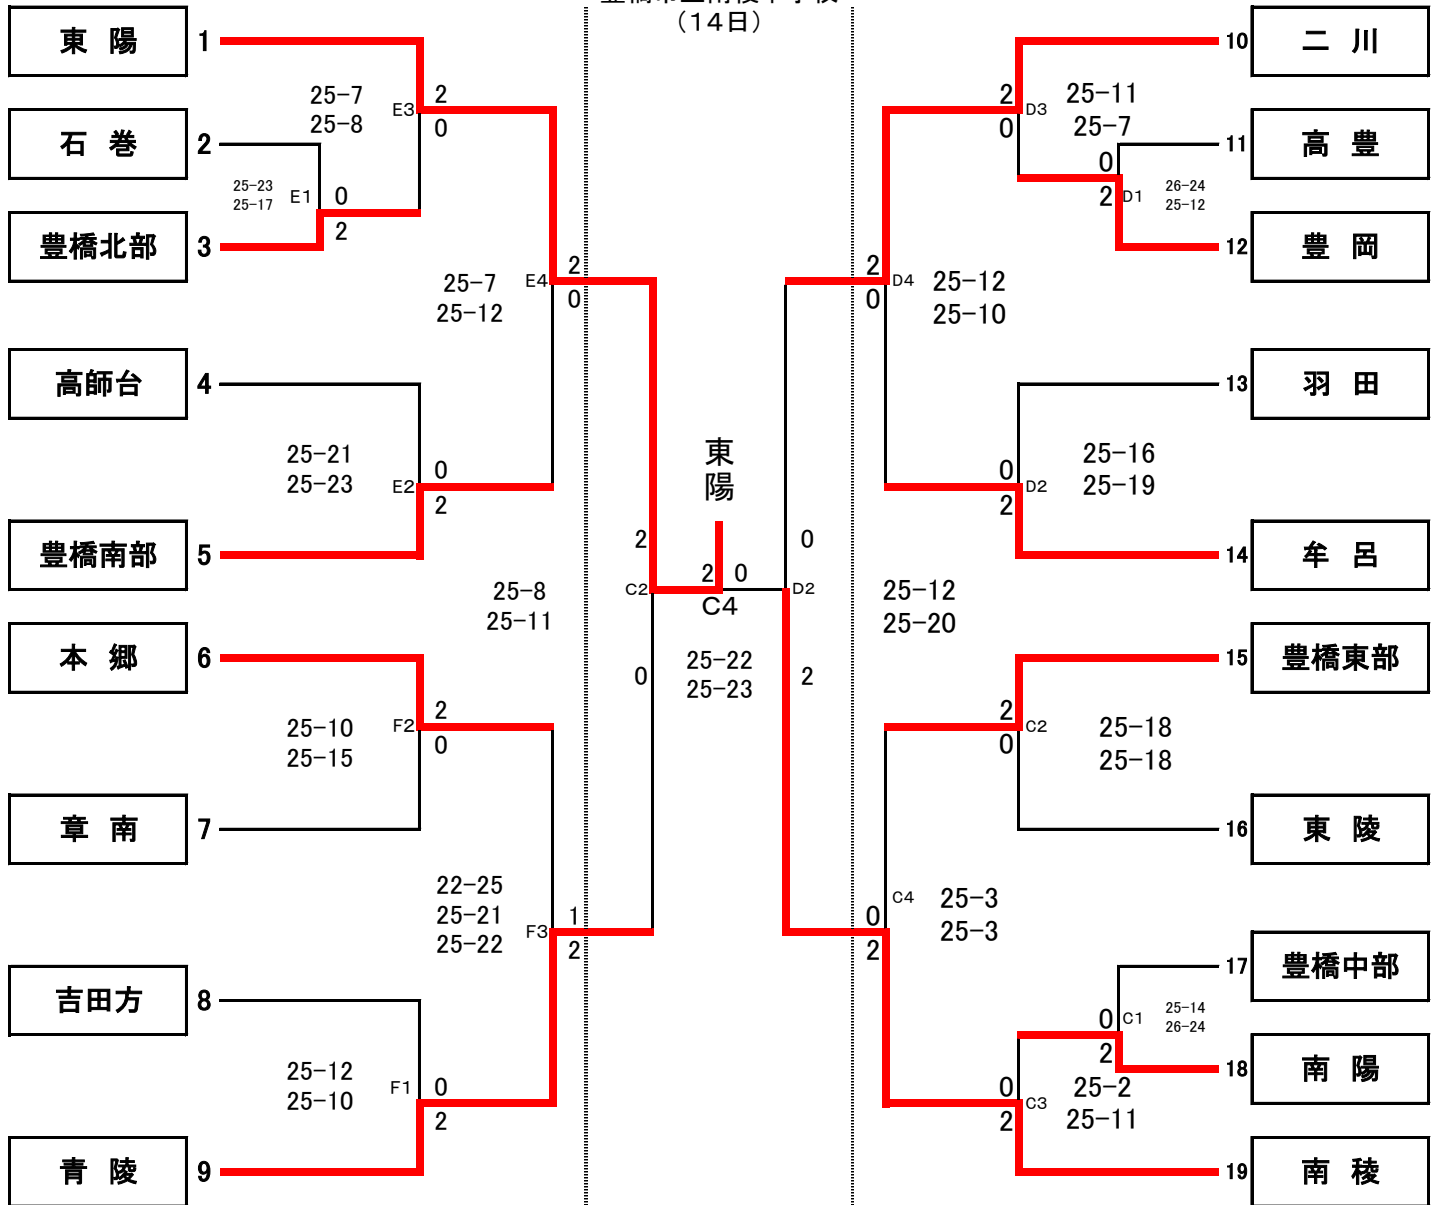 (14日)
東 陽 1
25-7
25-8
E3
2
0
石 巻 2
25-23
25-17
E1
0
2
豊橋北部 3
25-7
25-12
E4
2
0
高師台 4
25-21
25-23
E2
0
2
豊橋南部 5
25-8
25-11
C2
2
0
本 郷 6
25-10
25-15
F2
2
0
章 南 7
22-25
25-21
25-22
F3
1
2
吉田方 8
25-12
25-10
F1
0
2
青 陵 9
東
陽
2 0
C4
25-22
25-23
10 二 川
2
0
D3
25-11
25-7
11 高 豊
0
2
D1
26-24
25-12
12 豊 岡
2
0
D4
25-12
25-10
13 羽 田
0
2
D2
25-16
25-19
14 牟 呂
0
D2
2
25-12
25-20
15 豊橋東部
2
0
C2
25-18
25-18
16 東 陵
C4
0
2
25-3
25-3
17 豊橋中部
0
2
C1
25-14
26-24
18 南 陽
0
2
C3
25-2
25-11
19 南 稜